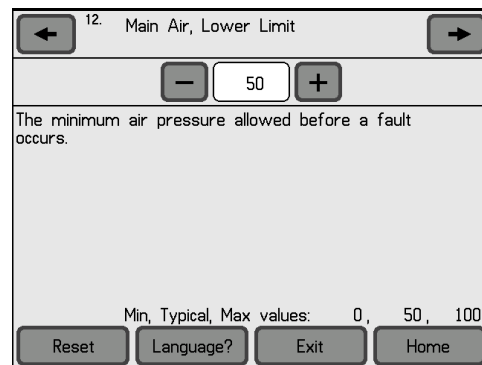 12. Main Air, Lower Limit
− 50 +
The minimum air pressure allowed before a fault
occurs.
Min, Typical, Max values: 0, 50, 100
Reset Language? Exit Home